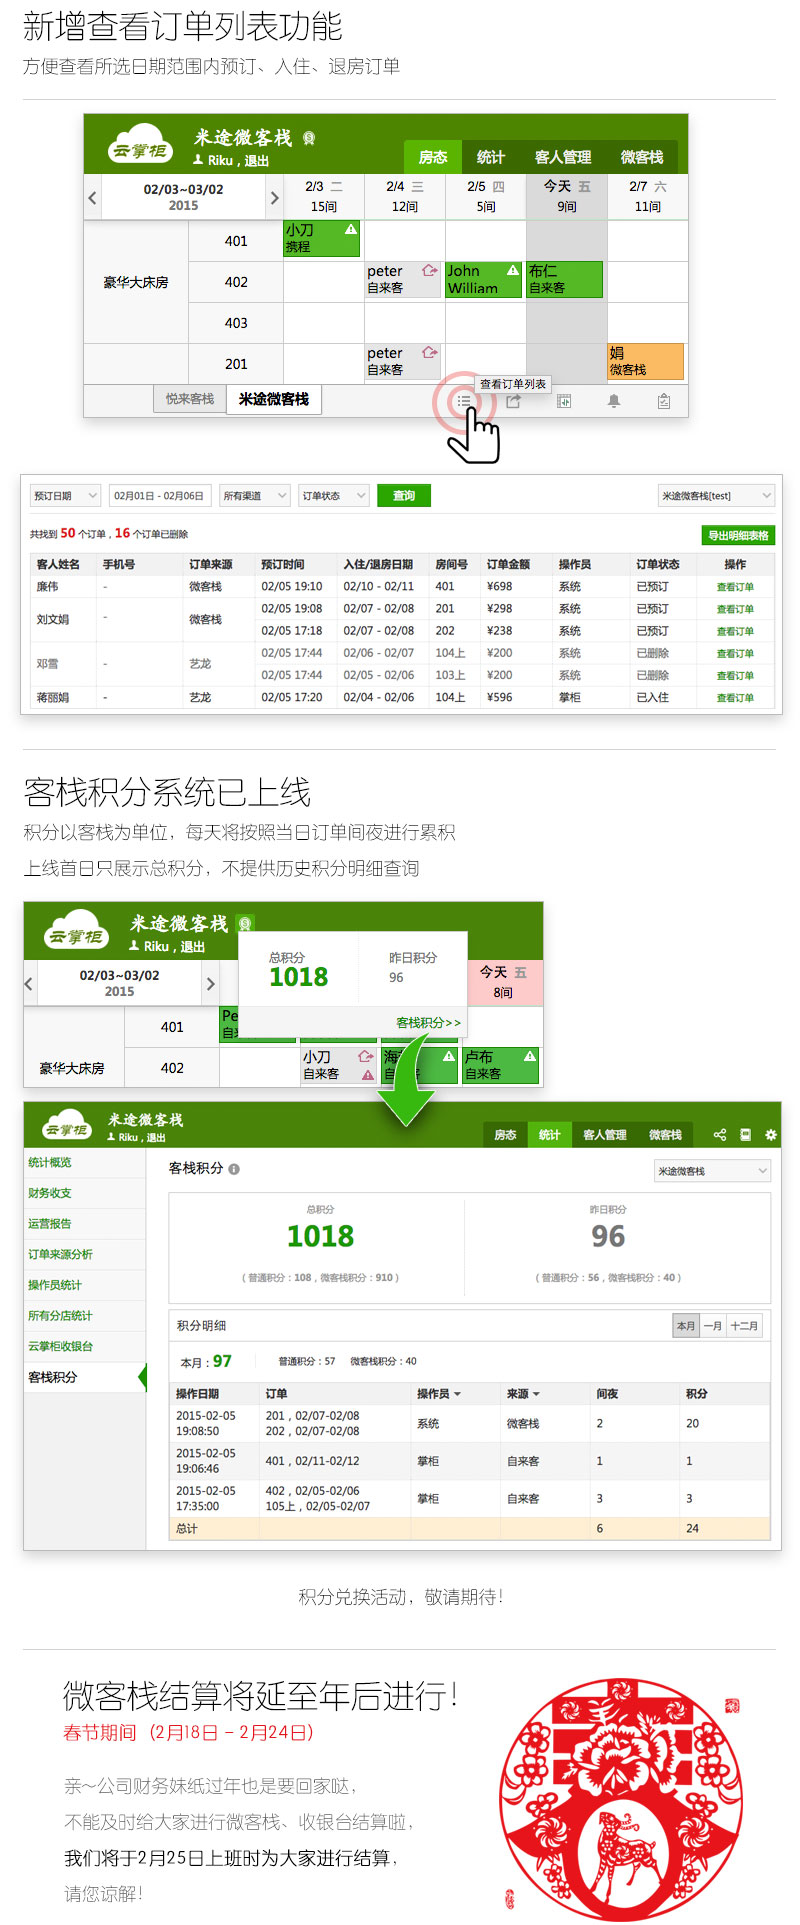 新增查看订单列表功能
方便查看所选日期范围内预订、入住、退房订单
云掌柜
米途微客栈
Riku，退出
房态 统计 客人管理 微客栈
02/03~03/02
2015
2/3 二 2/4 三 2/5 四 今天 五 2/7 六
15间 12间 5间 9间 11间
豪华大床房
401
小刀
携程
402
peter
自来客
John
William
布仁
自来客
403
201
peter
自来客
娟
微客栈
悦来客栈 米途微客栈
查看订单列表
预订日期 02月01日 - 02月06日 所有渠道 订单状态 查询 米途微客栈[test]
共找到 50 个订单，16 个订单已删除 导出明细表格
客人姓名 手机号 订单来源 预订时间 入住/退房日期 房间号 订单金额 操作员 订单状态 操作
廉伟 - 微客栈 02/05 19:10 02/10 - 02/11 401 ¥698 系统 已预订 查看订单
刘文娟 - 微客栈 02/05 19:08 02/07 - 02/08 201 ¥298 系统 已预订 查看订单
02/05 17:18 02/07 - 02/08 202 ¥238 系统 已预订 查看订单
邓雪 - 艺龙 02/05 17:44 02/06 - 02/07 104上 ¥200 系统 已删除 查看订单
02/05 17:44 02/05 - 02/06 103上 ¥200 系统 已删除 查看订单
蒋丽娟 - 艺龙 02/05 17:20 02/04 - 02/06 104上 ¥596 掌柜 已入住 查看订单
客栈积分系统已上线
积分以客栈为单位，每天将按照当日订单间夜进行累积
上线首日只展示总积分，不提供历史积分明细查询
云掌柜
米途微客栈
Riku，退出
02/03~03/02
2015
总积分 昨日积分
1018 96
客栈积分>>
今天 五
8间
豪华大床房
401
Pe
402
小刀
自来客
海
自来客
卢布
自来客
云掌柜
米途微客栈
Riku，退出
房态 统计 客人管理 微客栈
统计概览
财务收支
运营报告
订单来源分析
操作员统计
所有分店统计
云掌柜收银台
客栈积分
客栈积分 米途微客栈
总积分 昨日积分
1018 96
（普通积分：108，微客栈积分：910） （普通积分：56，微客栈积分：40）
积分明细 本月 一月 十二月
本月：97 普通积分：57 微客栈积分：40
操作日期 订单 操作员 来源 间夜 积分
2015-02-05 19:08:50 201，02/07-02/08 202，02/07-02/08 系统 微客栈 2 20
2015-02-05 19:06:46 401，02/11-02/12 掌柜 自来客 1 1
2015-02-05 17:35:00 402，02/05-02/06 105上，02/05-02/07 掌柜 自来客 3 3
总计 6 24
积分兑换活动，敬请期待！
微客栈结算将延至年后进行！
春节期间（2月18日 - 2月24日）
亲~公司财务妹纸过年也是要回家哒，
不能及时给大家进行微客栈、收银台结算啦，
我们将于2月25日上班时为大家进行结算，
请您谅解！